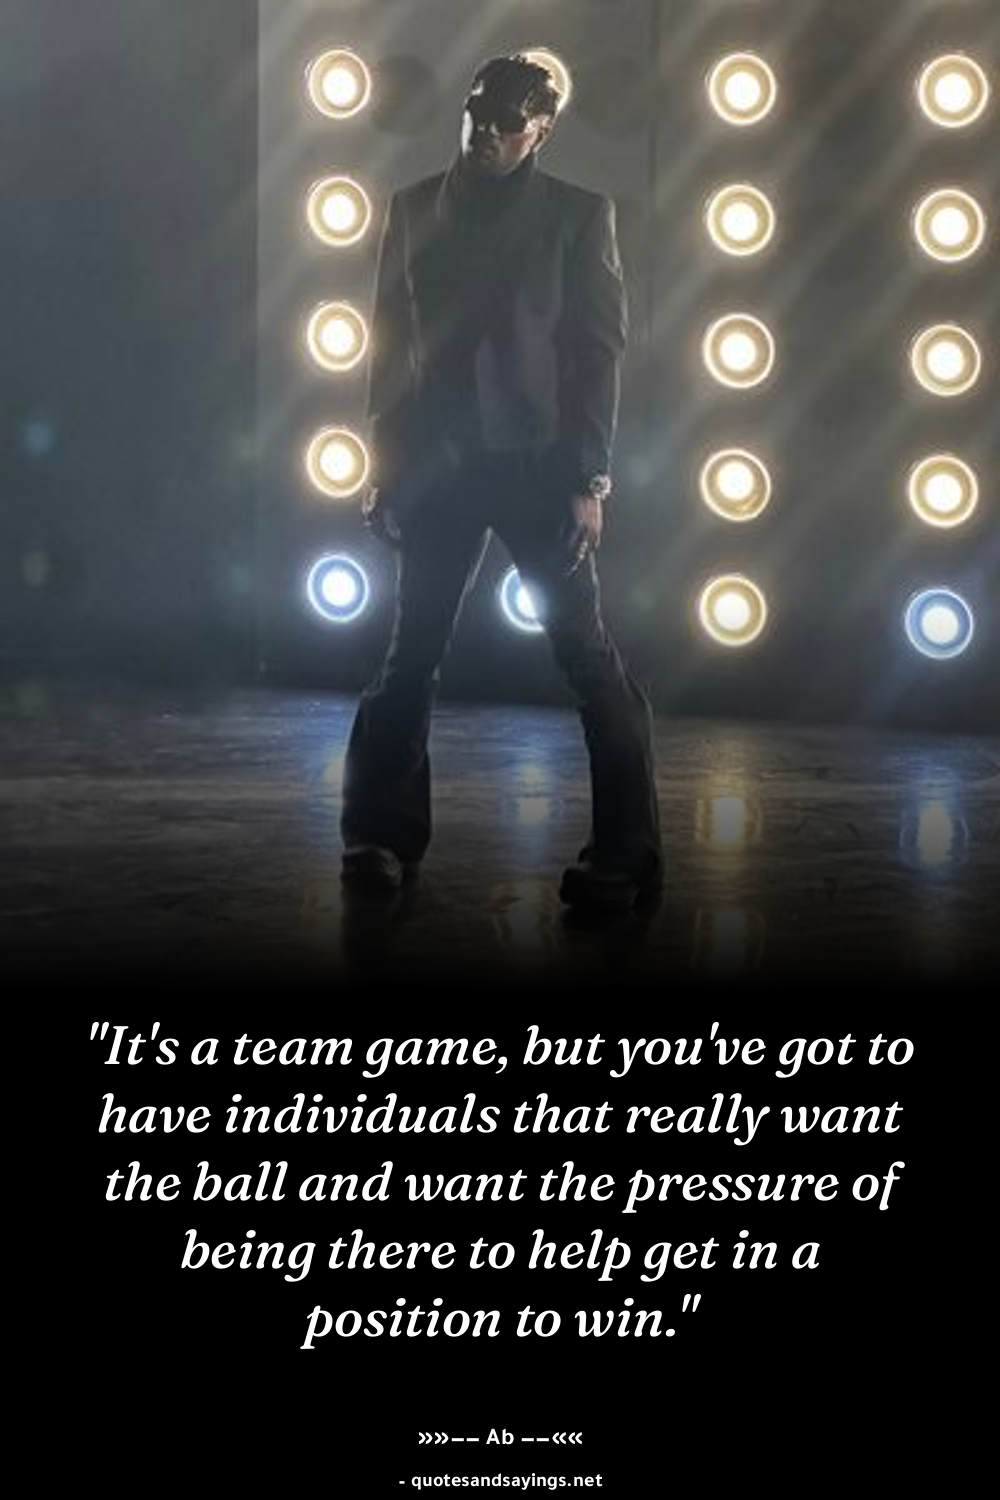 "It's a team game, but you've got to
have individuals that really want
the ball and want the pressure of
being there to help get in a
position to win."
»»−− Ab −−««
- quotesandsayings.net